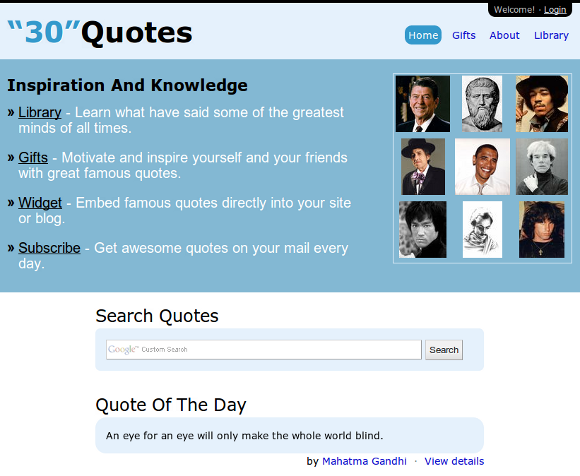 Welcome! · Login
“30”Quotes
Home Gifts About Library
Inspiration And Knowledge
» Library - Learn what have said some of the greatest
minds of all times.
» Gifts - Motivate and inspire yourself and your friends
with great famous quotes.
» Widget - Embed famous quotes directly into your site
or blog.
» Subscribe - Get awesome quotes on your mail every
day.
Search Quotes
Google™ Custom Search Search
Quote Of The Day
An eye for an eye will only make the whole world blind.
by Mahatma Gandhi · View details